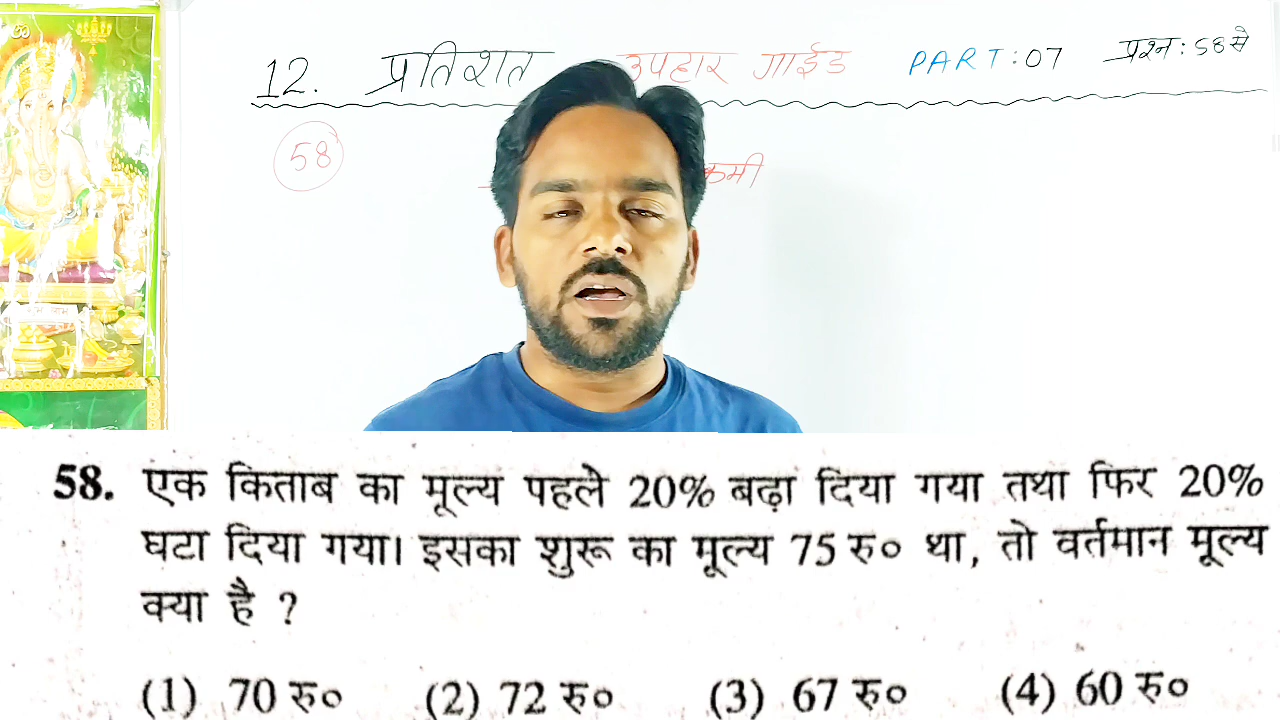 12. प्रतिशत उपहार गाईड PART:07 प्रश्न: 58 से
58
कमी
58. एक किताब का मूल्य पहले 20% बढ़ा दिया गया तथा फिर 20%
घटा दिया गया। इसका शुरू का मूल्य 75 रु० था, तो वर्तमान मूल्य
क्या है ?
(1) 70 रु० (2) 72 रु० (3) 67 रु० (4) 60 रु०